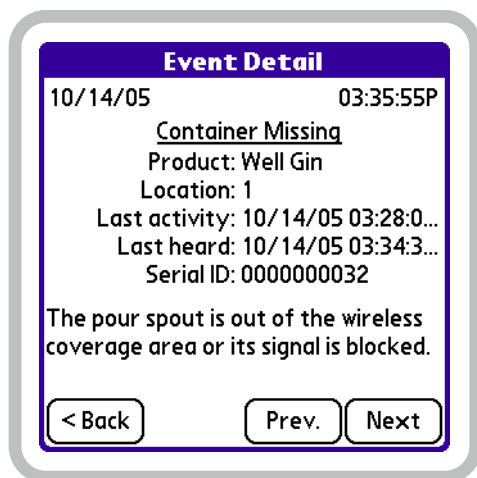 Event Detail
10/14/05 03:35:55P
Container Missing
Product: Well Gin
Location: 1
Last activity: 10/14/05 03:28:0...
Last heard: 10/14/05 03:34:3...
Serial ID: 0000000032
The pour spout is out of the wireless
coverage area or its signal is blocked.
< Back Prev. Next